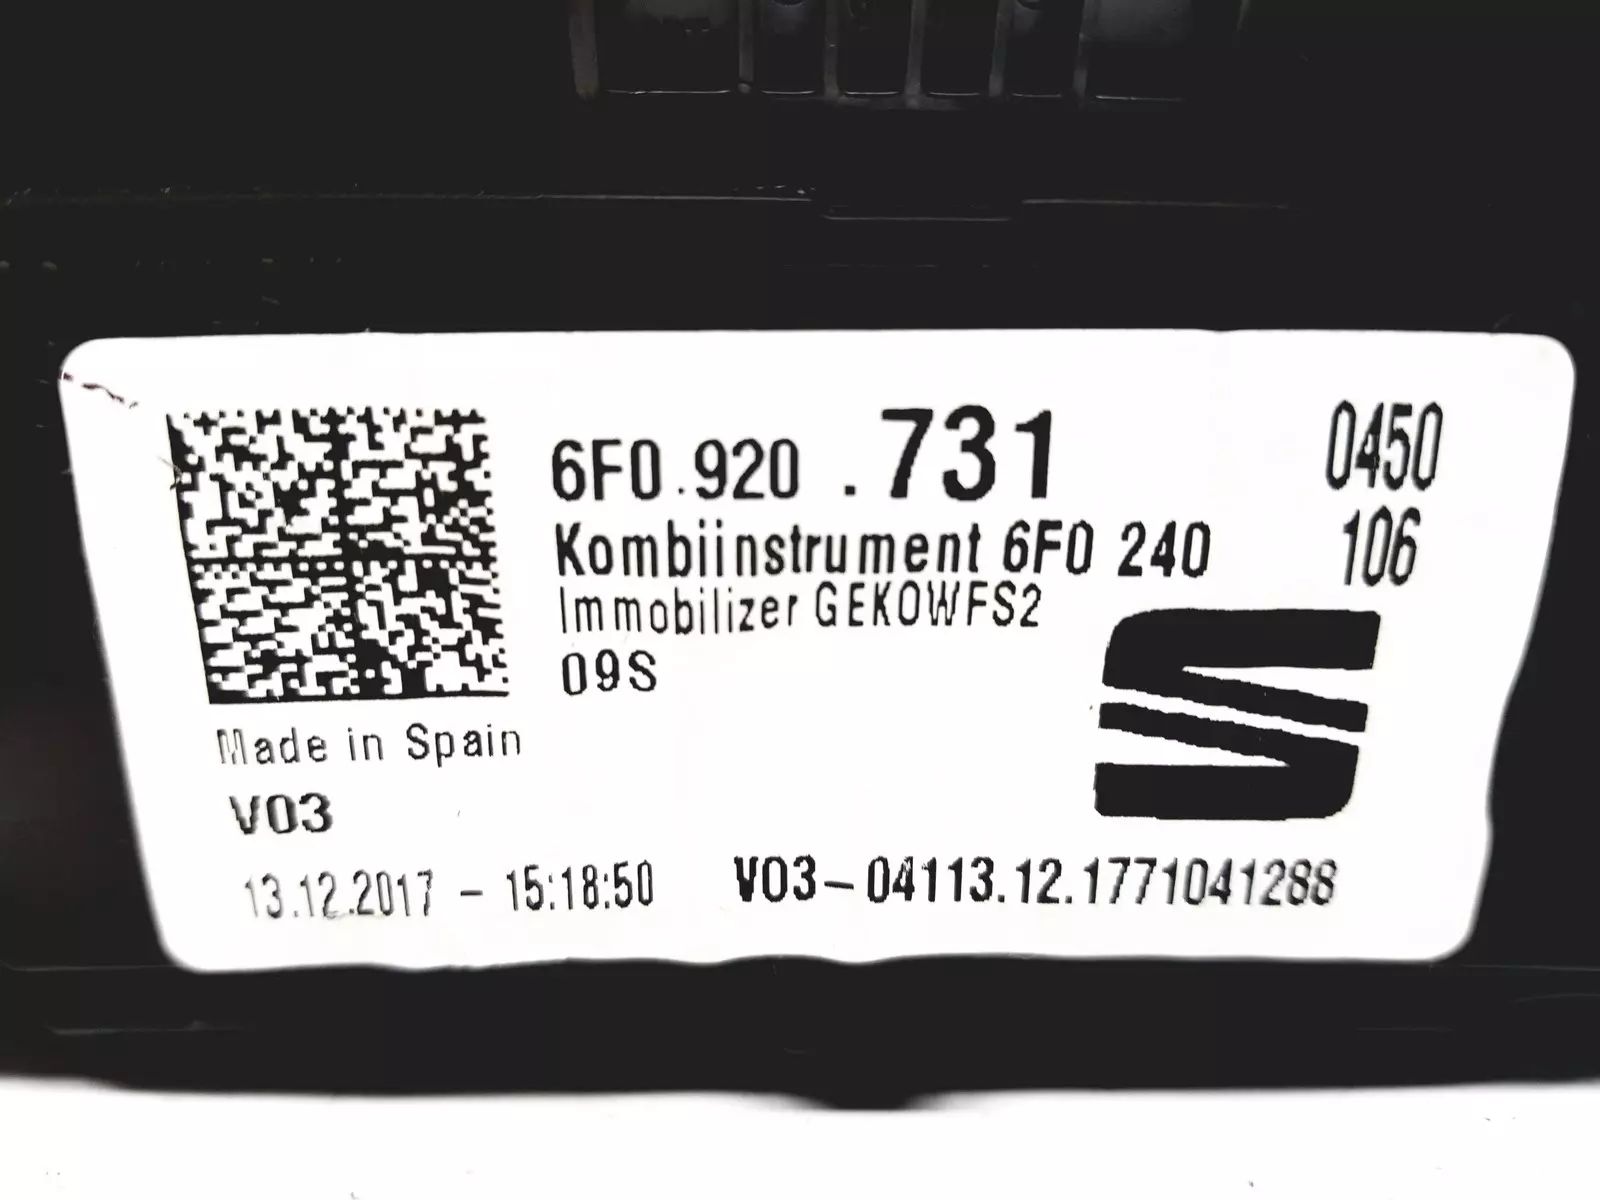 6F0.920.731 0450
Kombiinstrument 6F0 240 106
Immobilizer GEKOWFS2
09S
Made in Spain
V03
13.12.2017 - 15:18:50 V03-04113.12.1771041288